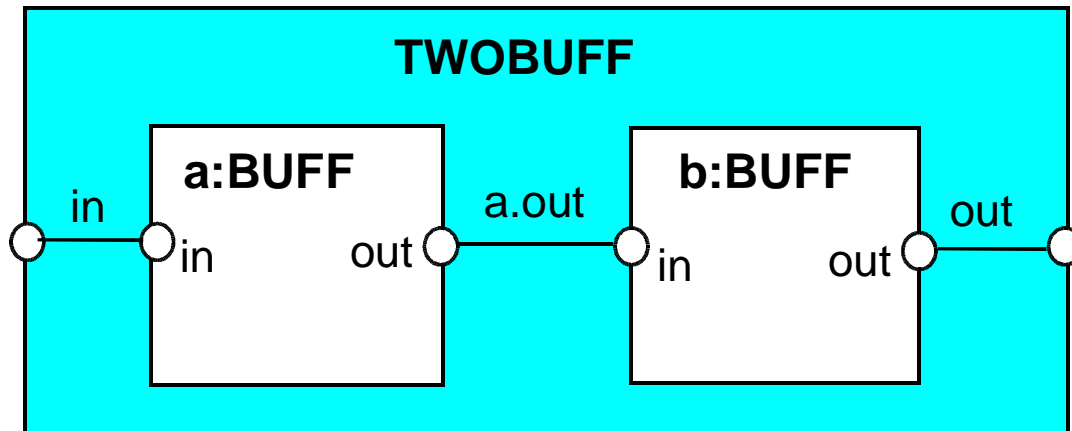 TWOBUFF
a:BUFF
b:BUFF
in
a.out
out
in
out
in
out